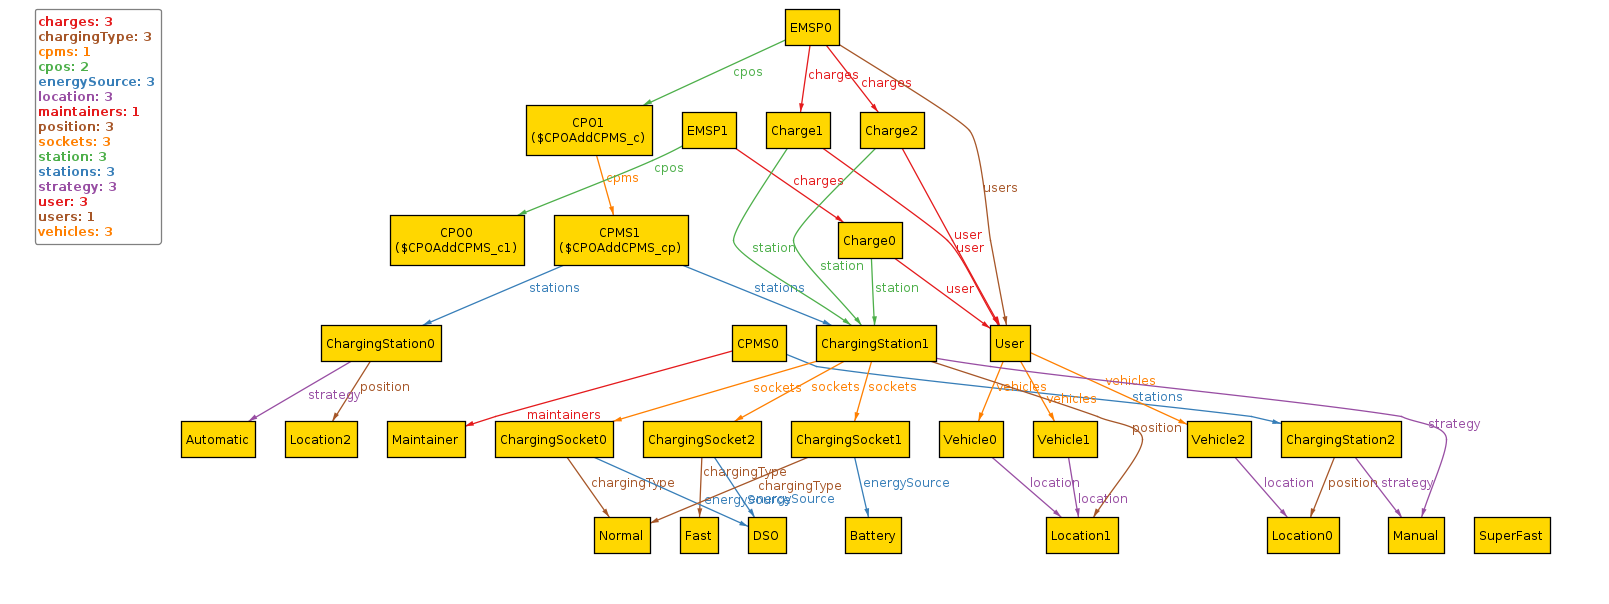 charges: 3
chargingType: 3
cpms: 1
cpos: 2
energySource: 3
location: 3
maintainers: 1
position: 3
sockets: 3
station: 3
stations: 3
strategy: 3
user: 3
users: 1
vehicles: 3
EMSP0
cpos
charges
charges
CPO1
($CPOAddCPMS_c)
EMSP1
Charge1
Charge2
cpos
cpms
charges
users
CPO0
($CPOAddCPMS_c1)
CPMS1
($CPOAddCPMS_cp)
Charge0
user
user
station
station
stations
stations
station
user
ChargingStation0
CPMS0
ChargingStation1
User
strategy
position
maintainers
sockets
sockets
sockets
vehicles
vehicles
vehicles
stations
position
strategy
Automatic
Location2
Maintainer
ChargingSocket0
ChargingSocket2
ChargingSocket1
Vehicle0
Vehicle1
Vehicle2
ChargingStation2
chargingType
chargingType
chargingType
energySource
energySource
energySource
location
location
location
position
strategy
Normal
Fast
DSO
Battery
Location1
Location0
Manual
SuperFast